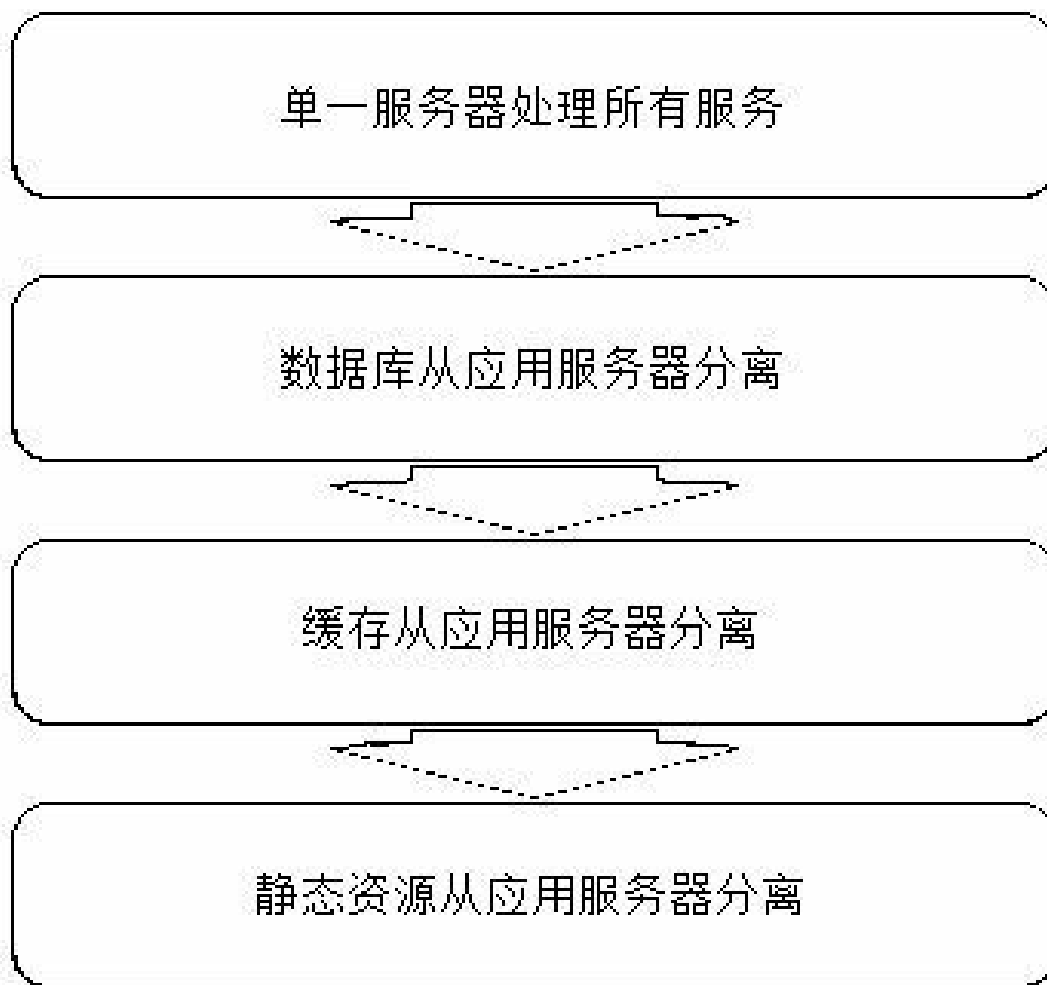 单一服务器处理所有服务
数据库从应用服务器分离
缓存从应用服务器分离
静态资源从应用服务器分离